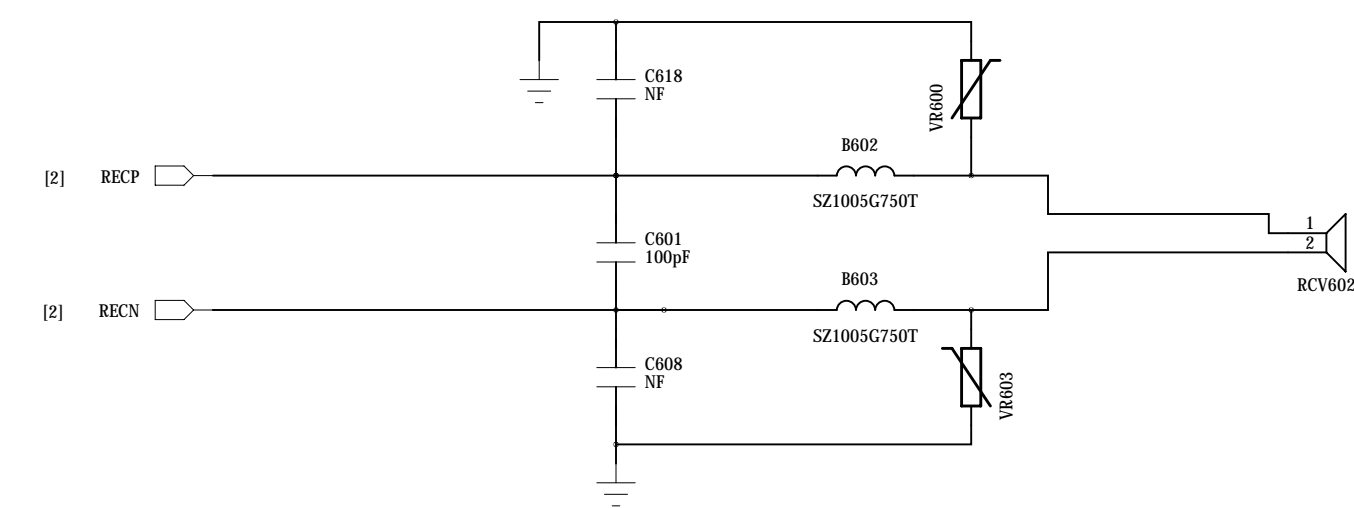 C618
NF
VR600
B602
[2] RECP
SZ1005G750T
1
C601
100pF
2
B603
RCV602
[2] RECN
SZ1005G750T
C608
NF
VR603